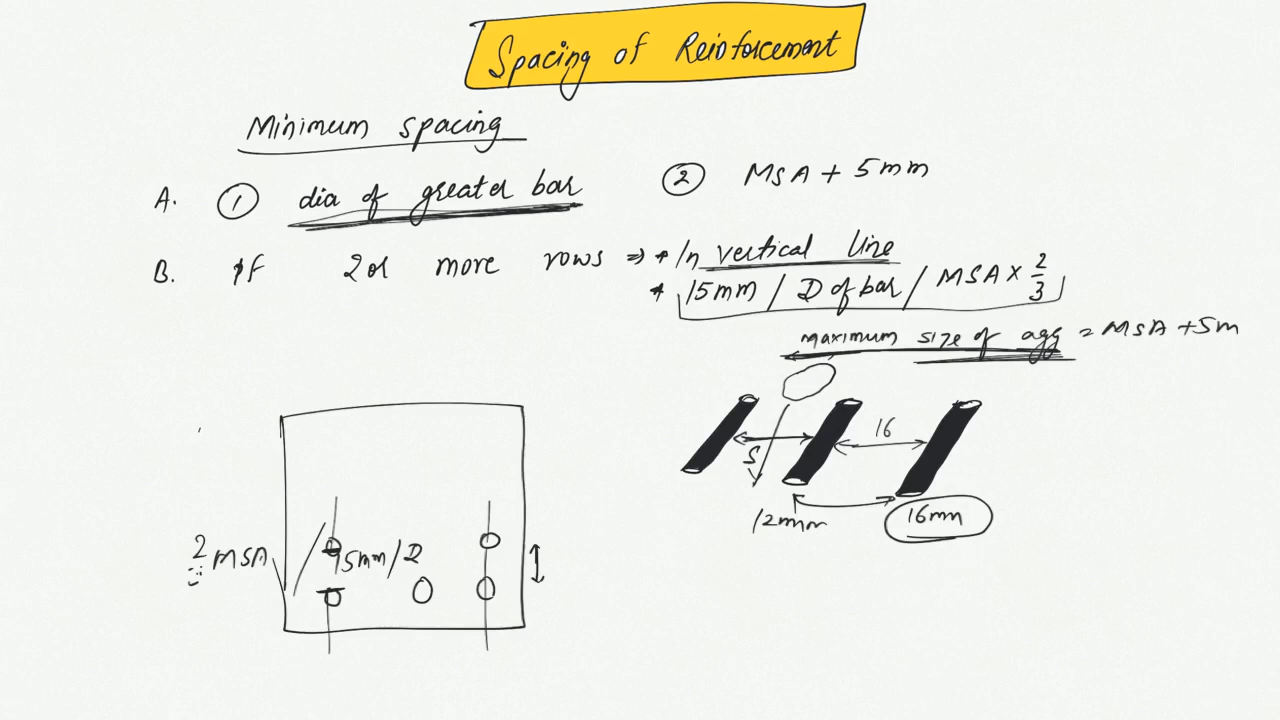 Spacing of Reinforcement
Minimum spacing
A. ① dia of greater bar ② MSA + 5mm
B. If 2 or more rows ⇒ * In vertical line
* 15mm / D of bar / MSA × 2/3
maximum size of agg = MSA + 5m
16
S
12mm 16mm
2 MSA 15mm/D